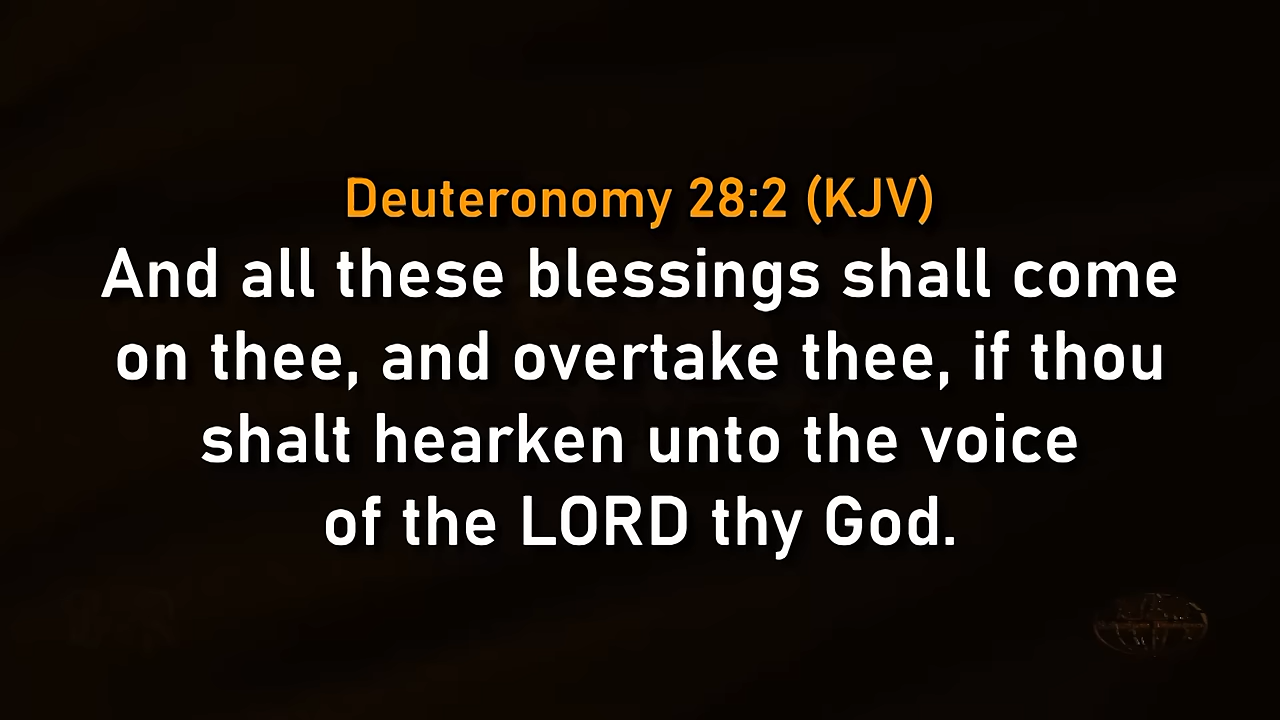 Deuteronomy 28:2 (KJV)
And all these blessings shall come
on thee, and overtake thee, if thou
shalt hearken unto the voice
of the LORD thy God.